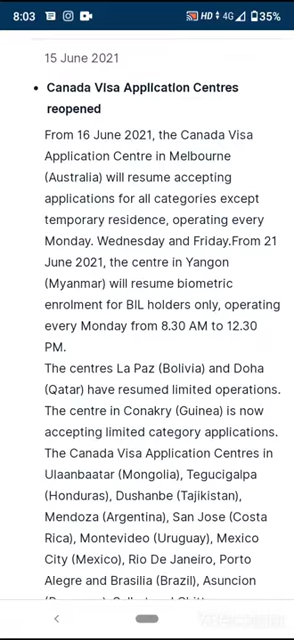 8:03
HD 4G 35%
15 June 2021
• Canada Visa Application Centres
reopened
From 16 June 2021, the Canada Visa
Application Centre in Melbourne
(Australia) will resume accepting
applications for all categories except
temporary residence, operating every
Monday. Wednesday and Friday.From 21
June 2021, the centre in Yangon
(Myanmar) will resume biometric
enrolment for BIL holders only, operating
every Monday from 8.30 AM to 12.30
PM.
The centres La Paz (Bolivia) and Doha
(Qatar) have resumed limited operations.
The centre in Conakry (Guinea) is now
accepting limited category applications.
The Canada Visa Application Centres in
Ulaanbaatar (Mongolia), Tegucigalpa
(Honduras), Dushanbe (Tajikistan),
Mendoza (Argentina), San Jose (Costa
Rica), Montevideo (Uruguay), Mexico
City (Mexico), Rio De Janeiro, Porto
Alegre and Brasilia (Brazil), Asuncion